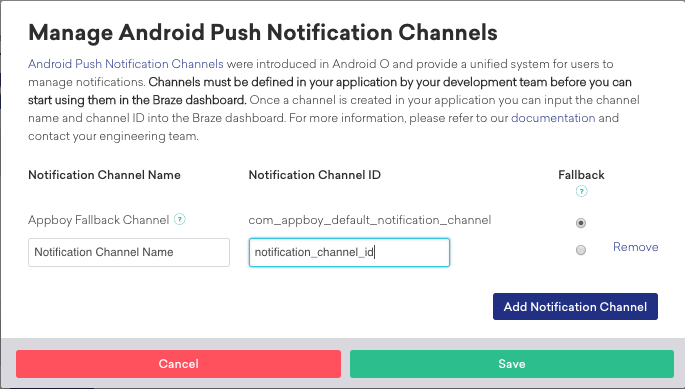 Manage Android Push Notification Channels
Android Push Notification Channels were introduced in Android O and provide a unified system for users to
manage notifications. Channels must be defined in your application by your development team before you can
start using them in the Braze dashboard. Once a channel is created in your application you can input the channel
name and channel ID into the Braze dashboard. For more information, please refer to our documentation and
contact your engineering team.
Notification Channel Name Notification Channel ID Fallback
?
Appboy Fallback Channel ? com_appboy_default_notification_channel
Notification Channel Name notification_channel_id Remove
Add Notification Channel
Cancel Save